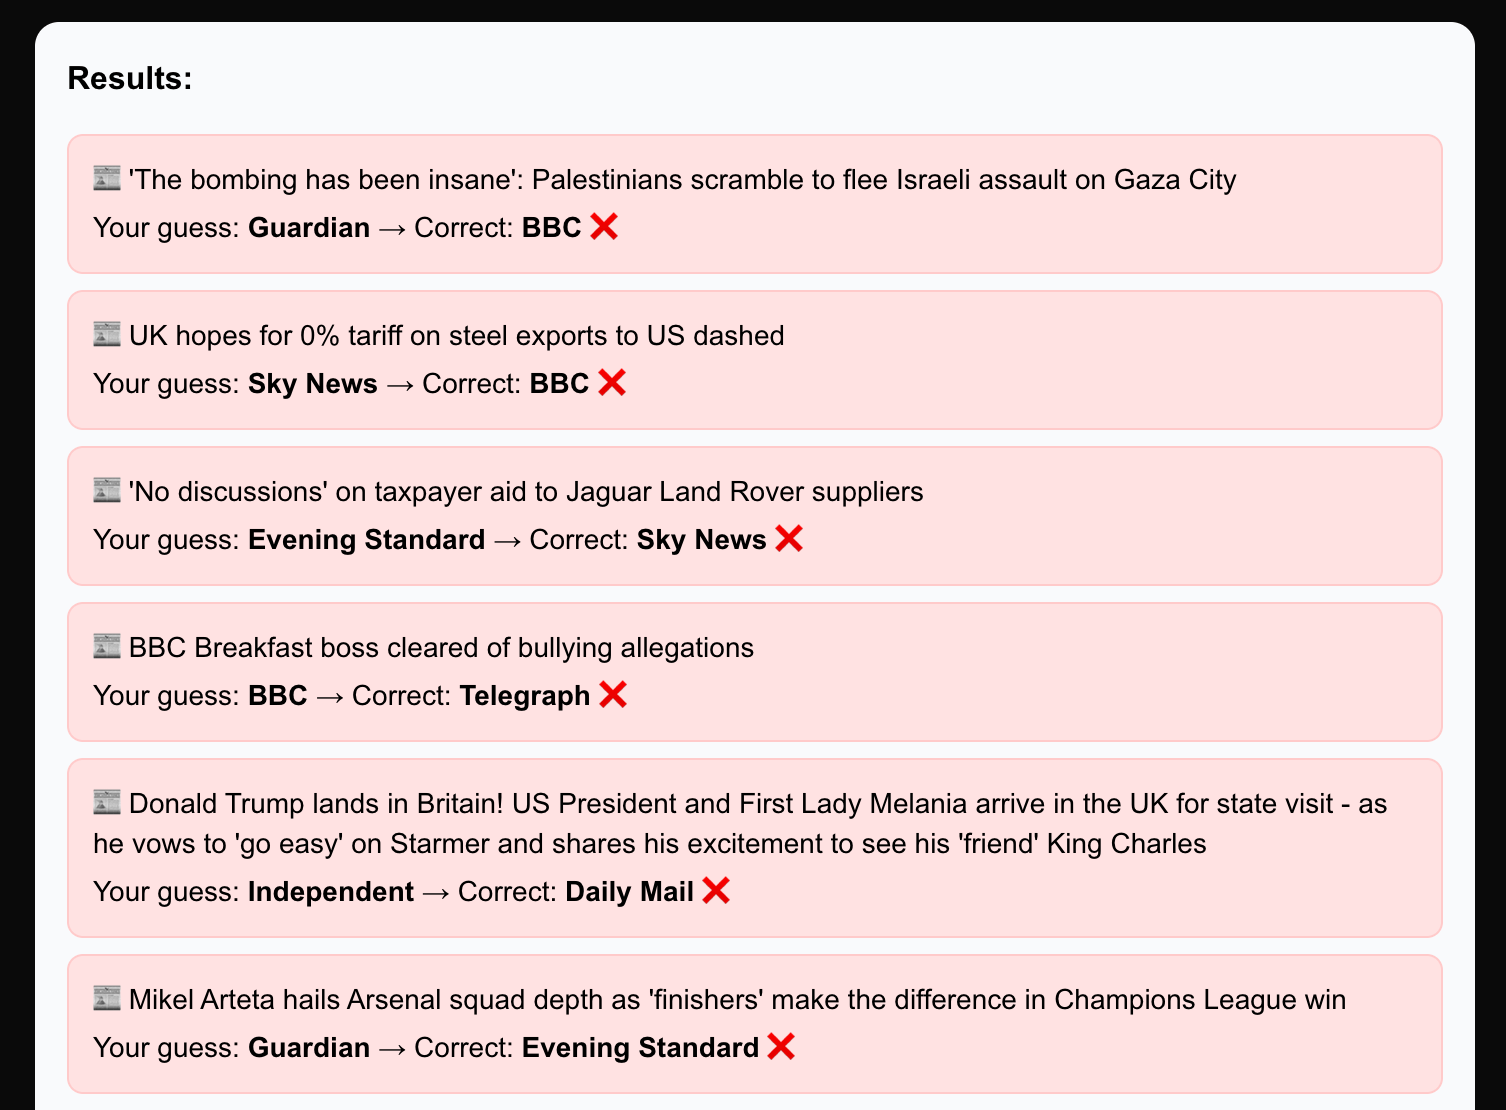 Results:
📰 'The bombing has been insane': Palestinians scramble to flee Israeli assault on Gaza City
Your guess: Guardian → Correct: BBC ❌
📰 UK hopes for 0% tariff on steel exports to US dashed
Your guess: Sky News → Correct: BBC ❌
📰 'No discussions' on taxpayer aid to Jaguar Land Rover suppliers
Your guess: Evening Standard → Correct: Sky News ❌
📰 BBC Breakfast boss cleared of bullying allegations
Your guess: BBC → Correct: Telegraph ❌
📰 Donald Trump lands in Britain! US President and First Lady Melania arrive in the UK for state visit - as
he vows to 'go easy' on Starmer and shares his excitement to see his 'friend' King Charles
Your guess: Independent → Correct: Daily Mail ❌
📰 Mikel Arteta hails Arsenal squad depth as 'finishers' make the difference in Champions League win
Your guess: Guardian → Correct: Evening Standard ❌